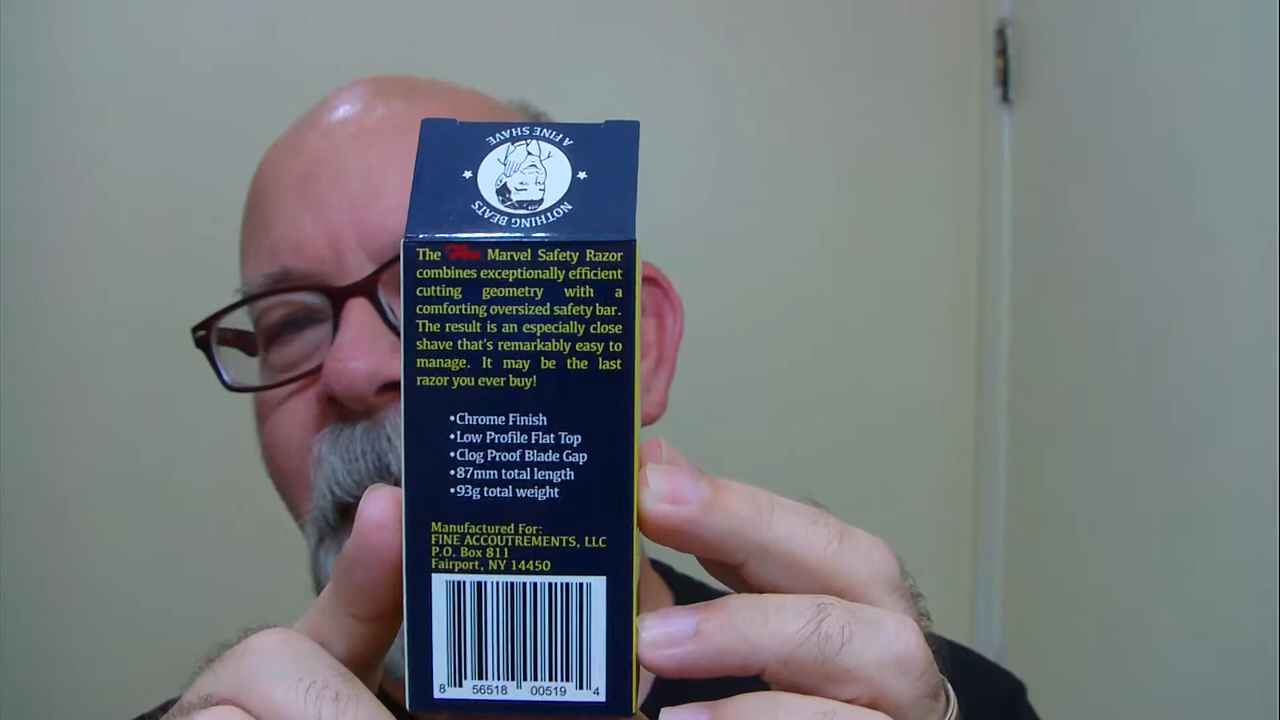 A FINE SHAVE
NOTHING BEATS
The Fine Marvel Safety Razor
combines exceptionally efficient
cutting geometry with a
comforting oversized safety bar.
The result is an especially close
shave that's remarkably easy to
manage. It may be the last
razor you ever buy!
•Chrome Finish
•Low Profile Flat Top
•Clog Proof Blade Gap
•87mm total length
•93g total weight
Manufactured For:
FINE ACCOUTREMENTS, LLC
P.O. Box 811
Fairport, NY 14450
8 56518 00519 4